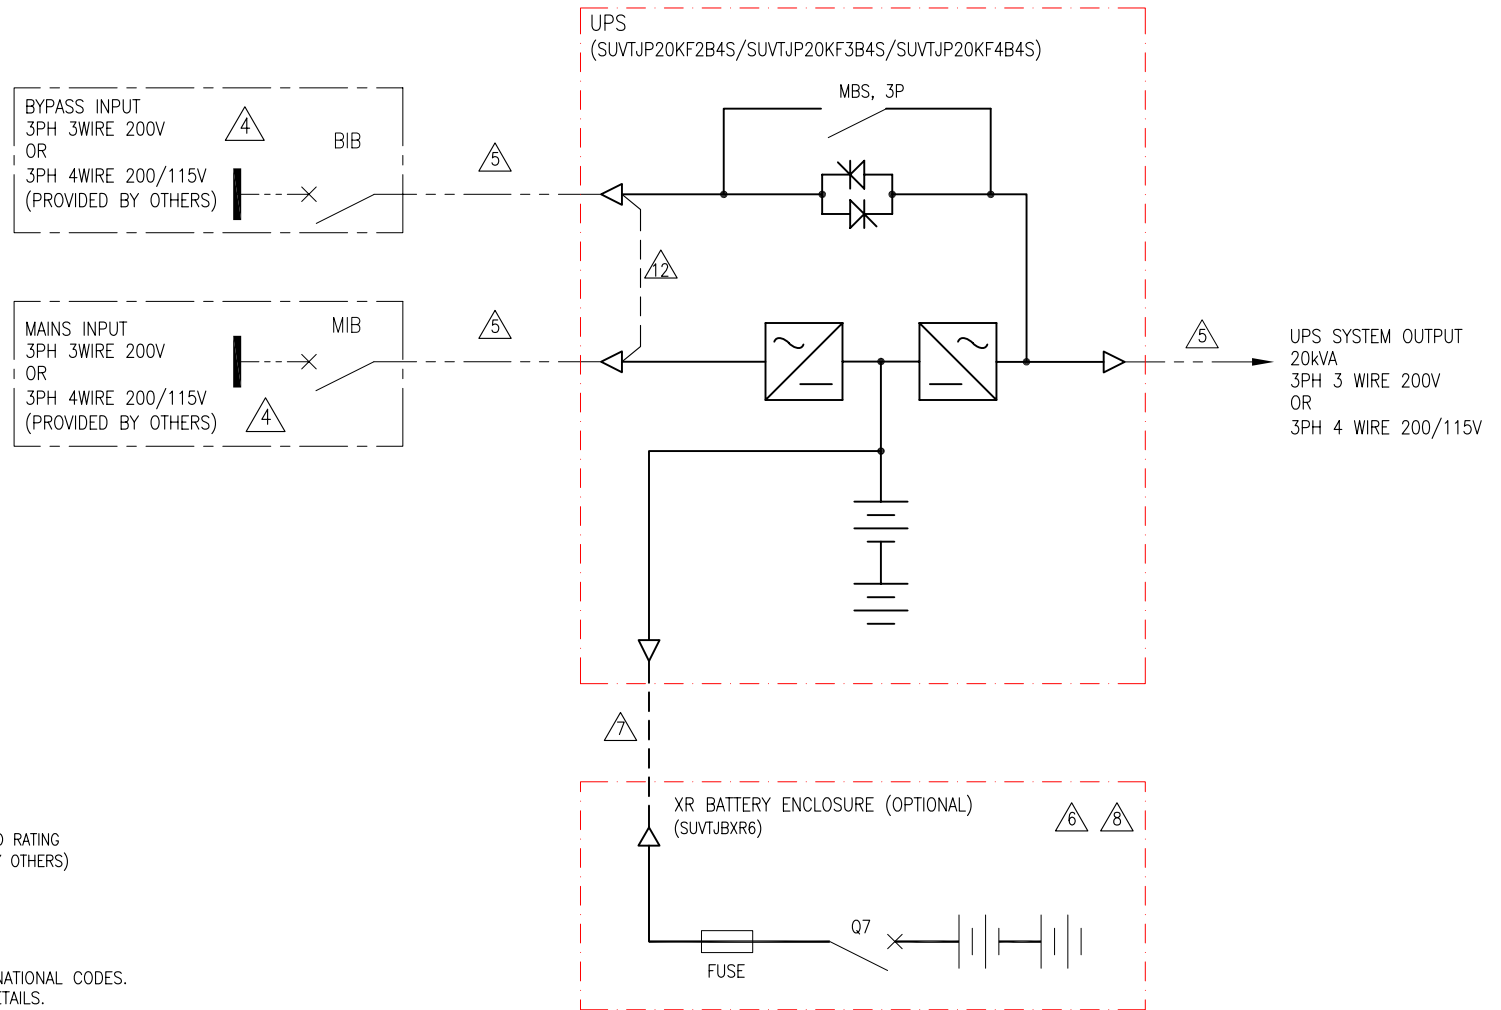 UPS
(SUVTJP20KF2B4S/SUVTJP20KF3B4S/SUVTJP20KF4B4S)
MBS, 3P
BYPASS INPUT
3PH 3WIRE 200V
OR
3PH 4WIRE 200/115V
(PROVIDED BY OTHERS)
4
BIB
5
12
MAINS INPUT
3PH 3WIRE 200V
OR
3PH 4WIRE 200/115V
(PROVIDED BY OTHERS)
MIB
4
5
5
UPS SYSTEM OUTPUT
20kVA
3PH 3 WIRE 200V
OR
3PH 4 WIRE 200/115V
7
XR BATTERY ENCLOSURE (OPTIONAL)
(SUVTJBXR6)
6
8
FUSE
Q7
RATING
OTHERS)
NATIONAL CODES.